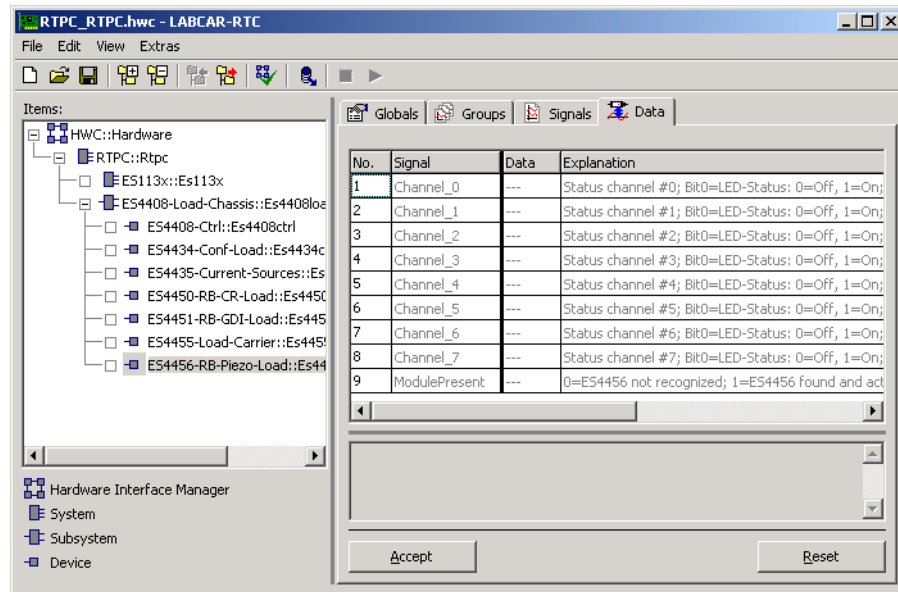 RTPC_RTPC.hwc - LABCAR-RTC
File Edit View Extras
Items:
HWC::Hardware
RTPC::Rtpc
ES113x::Es113x
ES4408-Load-Chassis::Es4408loa
ES4408-Ctrl::Es4408ctrl
ES4434-Conf-Load::Es4434c
ES4435-Current-Sources::Es
ES4450-RB-CR-Load::Es4450
ES4451-RB-GDI-Load::Es445
ES4455-Load-Carrier::Es445
ES4456-RB-Piezo-Load::Es44
Hardware Interface Manager
System
Subsystem
Device
Globals Groups Signals Data
No. Signal Data Explanation
1 Channel_0 --- Status channel #0; Bit0=LED-Status: 0=Off, 1=On;
2 Channel_1 --- Status channel #1; Bit0=LED-Status: 0=Off, 1=On;
3 Channel_2 --- Status channel #2; Bit0=LED-Status: 0=Off, 1=On;
4 Channel_3 --- Status channel #3; Bit0=LED-Status: 0=Off, 1=On;
5 Channel_4 --- Status channel #4; Bit0=LED-Status: 0=Off, 1=On;
6 Channel_5 --- Status channel #5; Bit0=LED-Status: 0=Off, 1=On;
7 Channel_6 --- Status channel #6; Bit0=LED-Status: 0=Off, 1=On;
8 Channel_7 --- Status channel #7; Bit0=LED-Status: 0=Off, 1=On;
9 ModulePresent --- 0=ES4456 not recognized; 1=ES4456 found and act
Accept Reset